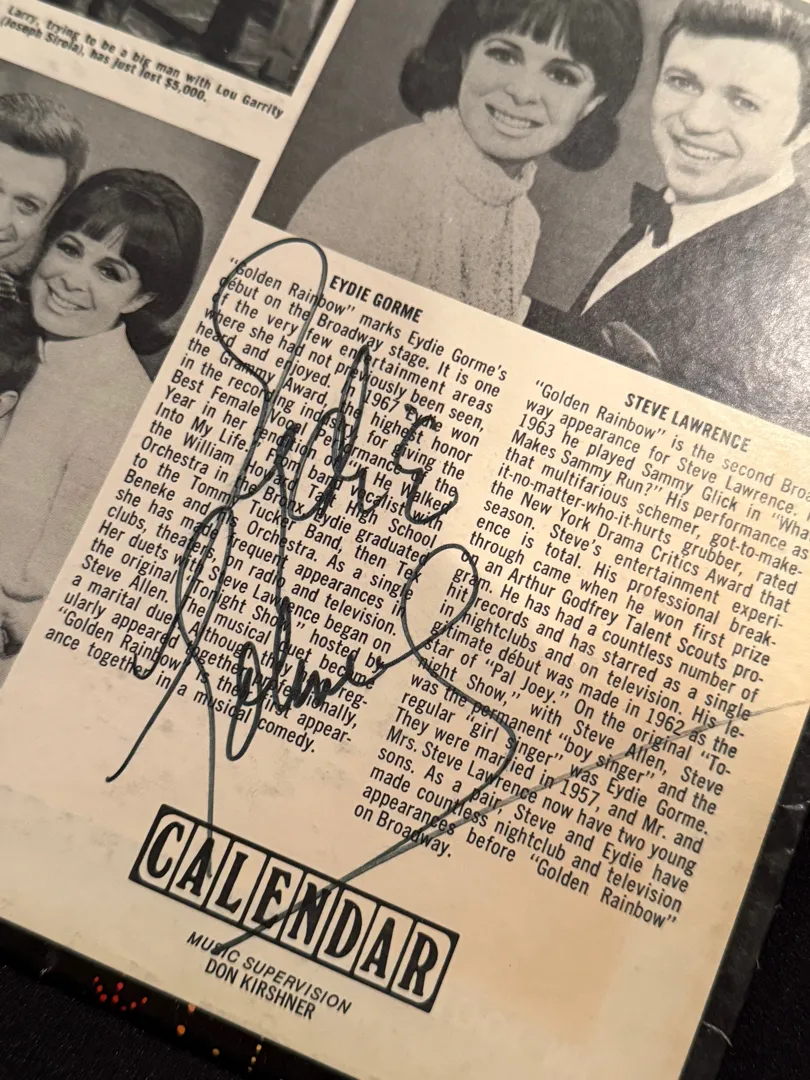 Larry, trying to be a big man with Lou Garrity
(Joseph Sirola), has just lost $5,000.
EYDIE GORME
"Golden Rainbow" marks Eydie Gorme's
début on the Broadway stage. It is one
of the very few entertainment areas
where she had not previously been seen,
heard and enjoyed. In 1967 she won
the Grammy Award, the highest honor
in the recording industry for giving the
Best Female Vocal Performance of the
Year in her rendition of "If He Walked
Into My Life." From band vocalist with
the William Howard Taft High School
Orchestra in the Bronx, Eydie graduated
to the Tommy Tucker Band, then Tex
Beneke and his Orchestra. As a single
she has made frequent appearances in
clubs, theaters, on radio and television.
Her duets with Steve Lawrence began on
the original "Tonight Show," hosted by
Steve Allen. The musical duet became
a marital duet although they reg-
ularly appeared together professionally,
"Golden Rainbow" is their first appear-
ance together in a musical comedy.
STEVE LAWRENCE
"Golden Rainbow" is the second Broa
way appearance for Steve Lawrence.
1963 he played Sammy Glick in "Wha
Makes Sammy Run?" His performance as
that multifarious schemer, got-to-make-
it-no-matter-who-it-hurts grubber, rated
the New York Drama Critics Award that
season. Steve's entertainment experi-
ence is total. His professional break-
through came when he won first prize
on an Arthur Godfrey Talent Scouts pro-
gram. He has had a countless number of
hit records and has starred as a single
in nightclubs and on television. His le-
gitimate début was made in 1962 as the
star of "Pal Joey." On the original "To-
night Show," with Steve Allen, Steve
was the permanent "boy singer" and the
regular "girl singer" was Eydie Gorme.
They were married in 1957, and Mr. and
Mrs. Steve Lawrence now have two young
sons. As a pair, Steve and Eydie have
made countless nightclub and television
appearances before "Golden Rainbow"
on Broadway.
CALENDAR
MUSIC SUPERVISION
DON KIRSHNER